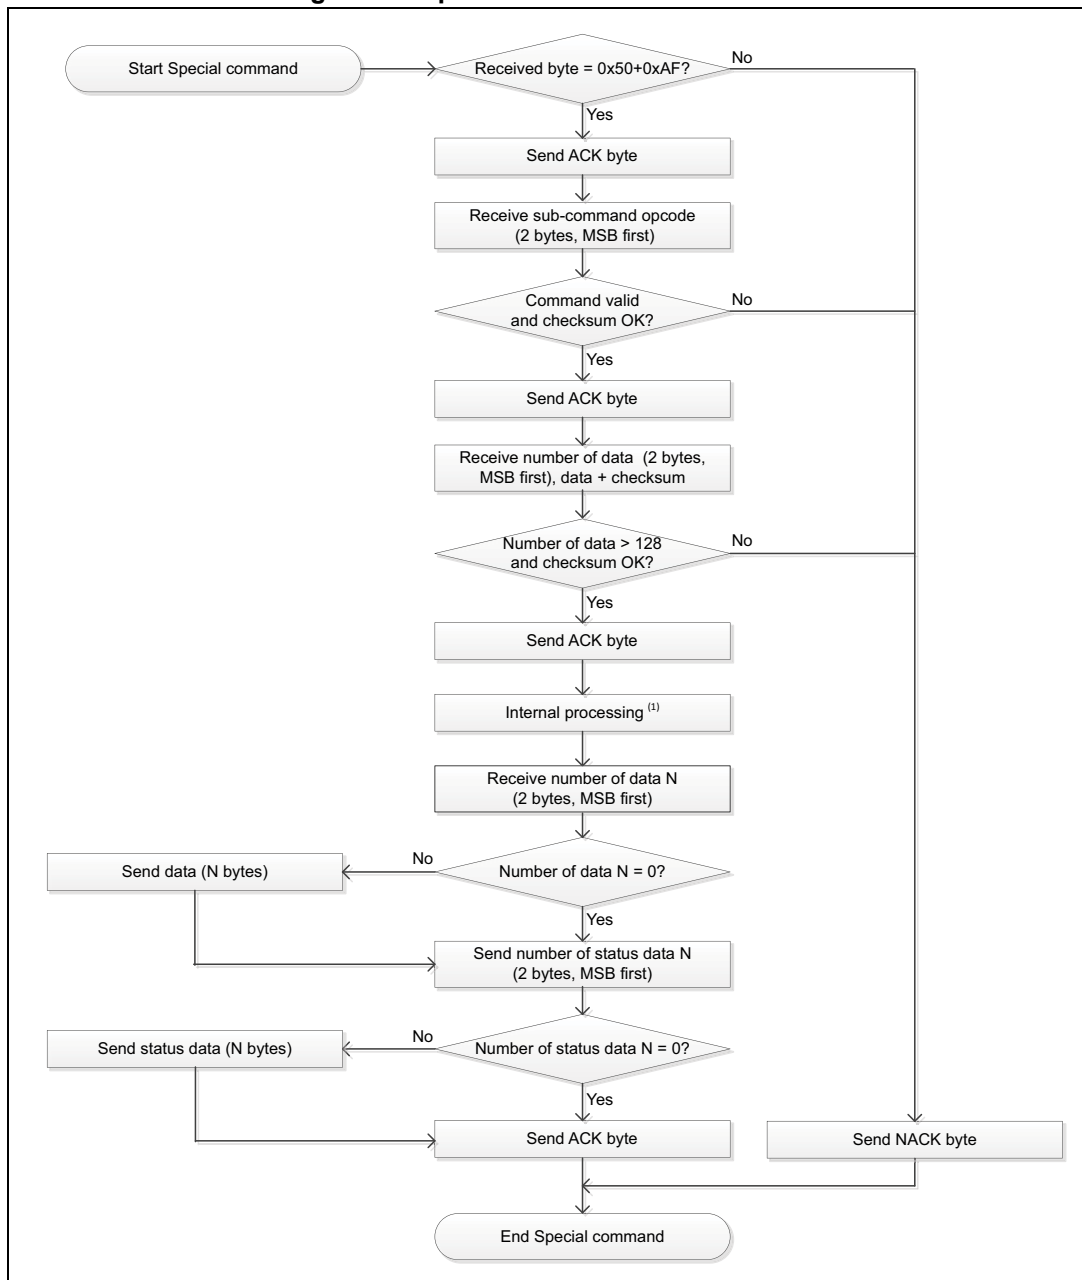 Start Special command
Received byte = 0x50+0xAF?
No
Yes
Send ACK byte
Receive sub-command opcode
(2 bytes, MSB first)
Command valid
and checksum OK?
No
Yes
Send ACK byte
Receive number of data (2 bytes,
MSB first), data + checksum
Number of data > 128
and checksum OK?
No
Yes
Send ACK byte
Internal processing (1)
Receive number of data N
(2 bytes, MSB first)
Send data (N bytes)
No
Number of data N = 0?
Yes
Send number of status data N
(2 bytes, MSB first)
Send status data (N bytes)
No
Number of status data N = 0?
Yes
Send ACK byte
Send NACK byte
End Special command